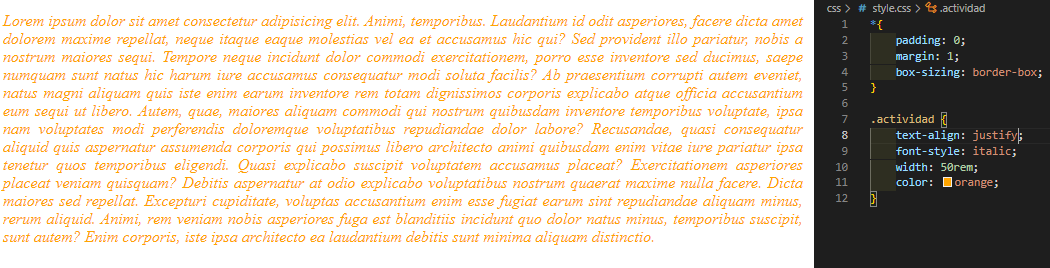 Lorem ipsum dolor sit amet consectetur adipisicing elit. Animi, temporibus. Laudantium id odit asperiores, facere dicta amet
dolorem maxime repellat, neque itaque eaque molestias vel ea et accusamus hic qui? Sed provident illo pariatur, nobis a
nostrum maiores sequi. Tempore neque incidunt dolor commodi exercitationem, porro esse inventore sed ducimus, saepe
numquam sunt natus hic harum iure accusamus consequatur modi soluta facilis? Ab praesentium corrupti autem eveniet,
natus magni aliquam quis iste enim earum inventore rem totam dignissimos corporis explicabo atque officia accusantium
eum sequi ut libero. Autem, quae, maiores aliquam commodi qui nostrum quibusdam inventore temporibus voluptate, ipsa
nam voluptates modi perferendis doloremque voluptatibus repudiandae dolor labore? Recusandae, quasi consequatur
aliquid quis aspernatur assumenda corporis qui possimus libero architecto animi quibusdam enim vitae iure pariatur ipsa
tenetur quos temporibus eligendi. Quasi explicabo suscipit voluptatem accusamus placeat? Exercitationem asperiores
placeat veniam quisquam? Debitis aspernatur at odio explicabo voluptatibus nostrum quaerat maxime nulla facere. Dicta
maiores sed repellat. Excepturi cupiditate, voluptas accusantium enim esse fugiat earum sint repudiandae aliquam minus,
rerum aliquid. Animi, rem veniam nobis asperiores fuga est blanditiis incidunt quo dolor natus minus, temporibus suscipit,
sunt autem? Enim corporis, iste ipsa architecto ea laudantium debitis sunt minima aliquam distinctio.
css > style.css > .actividad
1 *{
2 padding: 0;
3 margin: 1;
4 box-sizing: border-box;
5 }
6
7 .actividad {
8 text-align: justify;
9 font-style: italic;
10 width: 50rem;
11 color: orange;
12 }